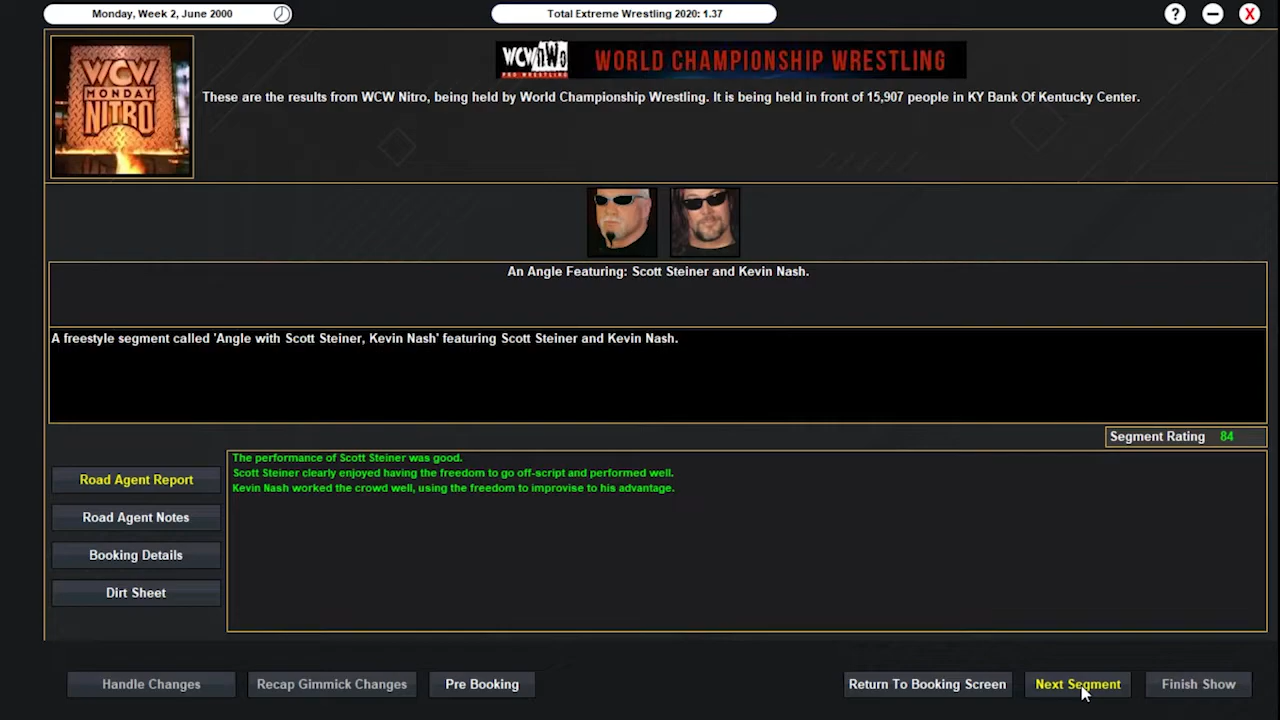 Monday, Week 2, June 2000
Total Extreme Wrestling 2020: 1.37
?
X
WCW
MONDAY
NITRO
WCW nWo
PRO WRESTLING
WORLD CHAMPIONSHIP WRESTLING
These are the results from WCW Nitro, being held by World Championship Wrestling. It is being held in front of 15,907 people in KY Bank Of Kentucky Center.
An Angle Featuring: Scott Steiner and Kevin Nash.
A freestyle segment called 'Angle with Scott Steiner, Kevin Nash' featuring Scott Steiner and Kevin Nash.
Segment Rating 84
Road Agent Report
Road Agent Notes
Booking Details
Dirt Sheet
The performance of Scott Steiner was good.
Scott Steiner clearly enjoyed having the freedom to go off-script and performed well.
Kevin Nash worked the crowd well, using the freedom to improvise to his advantage.
Handle Changes
Recap Gimmick Changes
Pre Booking
Return To Booking Screen
Next Segment
Finish Show